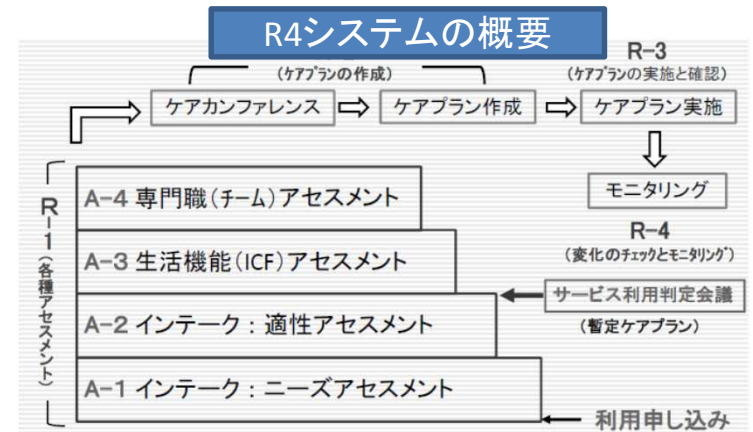 R4システムの概要
R-3
(ケアプランの作成)
(ケアプランの実施と確認)
ケアカンファレンス
ケアプラン作成
ケアプラン実施
モニタリング
R-4
(変化のチェックとモニタリング)
サービス利用判定会議
(暫定ケアプラン)
利用申し込み
R-1(各種アセスメント)
A-4 専門職(チーム)アセスメント
A-3 生活機能(ICF)アセスメント
A-2 インテーク:適性アセスメント
A-1 インテーク:ニーズアセスメント